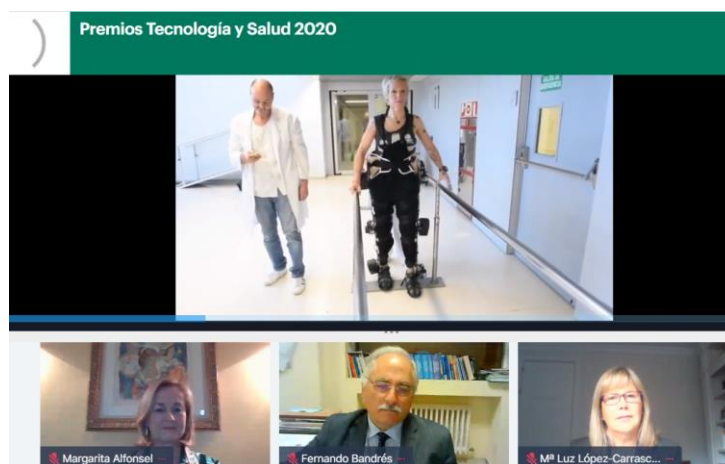 Premios Tecnología y Salud 2020
Margarita Alfonsel
Fernando Bandrés
Mª Luz López-Carrasc...